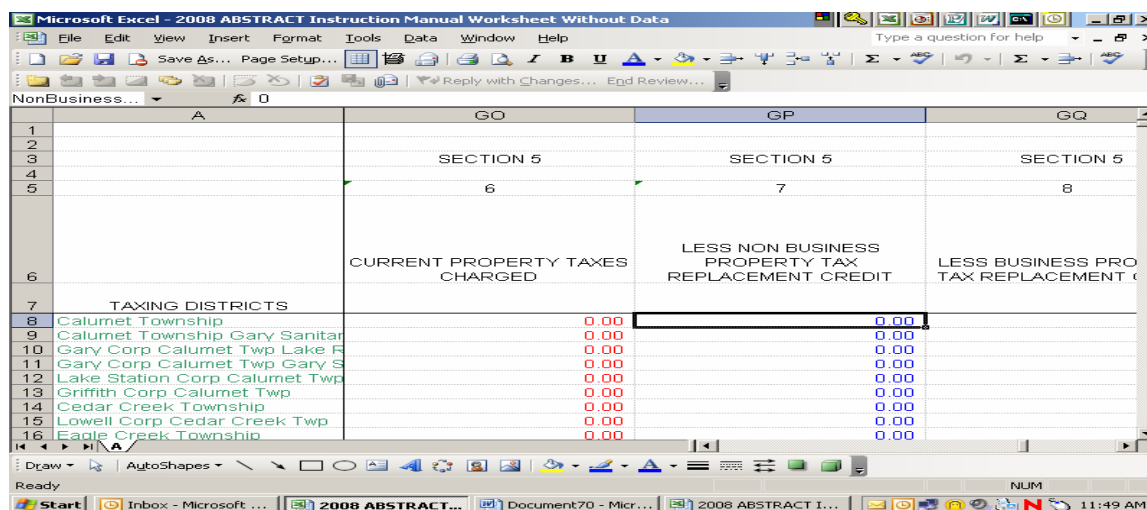 Microsoft Excel - 2008 ABSTRACT Instruction Manual Worksheet Without Data
File Edit View Insert Format Tools Data Window Help Type a question for help
Save As... Page Setup... I B U A
Reply with Changes... End Review...
NonBusiness... fx 0
A GO GP GQ
1
2
3 SECTION 5 SECTION 5 SECTION 5
4
5 6 7 8
LESS NON BUSINESS
CURRENT PROPERTY TAXES PROPERTY TAX LESS BUSINESS PRO
6 CHARGED REPLACEMENT CREDIT TAX REPLACEMENT
7 TAXING DISTRICTS
8 Calumet Township 0.00 0.00
9 Calumet Township Gary Sanitar 0.00 0.00
10 Gary Corp Calumet Twp Lake R 0.00 0.00
11 Gary Corp Calumet Twp Gary S 0.00 0.00
12 Lake Station Corp Calumet Twp 0.00 0.00
13 Griffith Corp Calumet Twp 0.00 0.00
14 Cedar Creek Township 0.00 0.00
15 Lowell Corp Cedar Creek Twp 0.00 0.00
16 Eagle Creek Township 0.00 0.00
A
Draw AutoShapes A
Ready NUM
Start Inbox - Microsoft ... 2008 ABSTRACT... Document70 - Micr... 2008 ABSTRACT I... N 11:49 AM